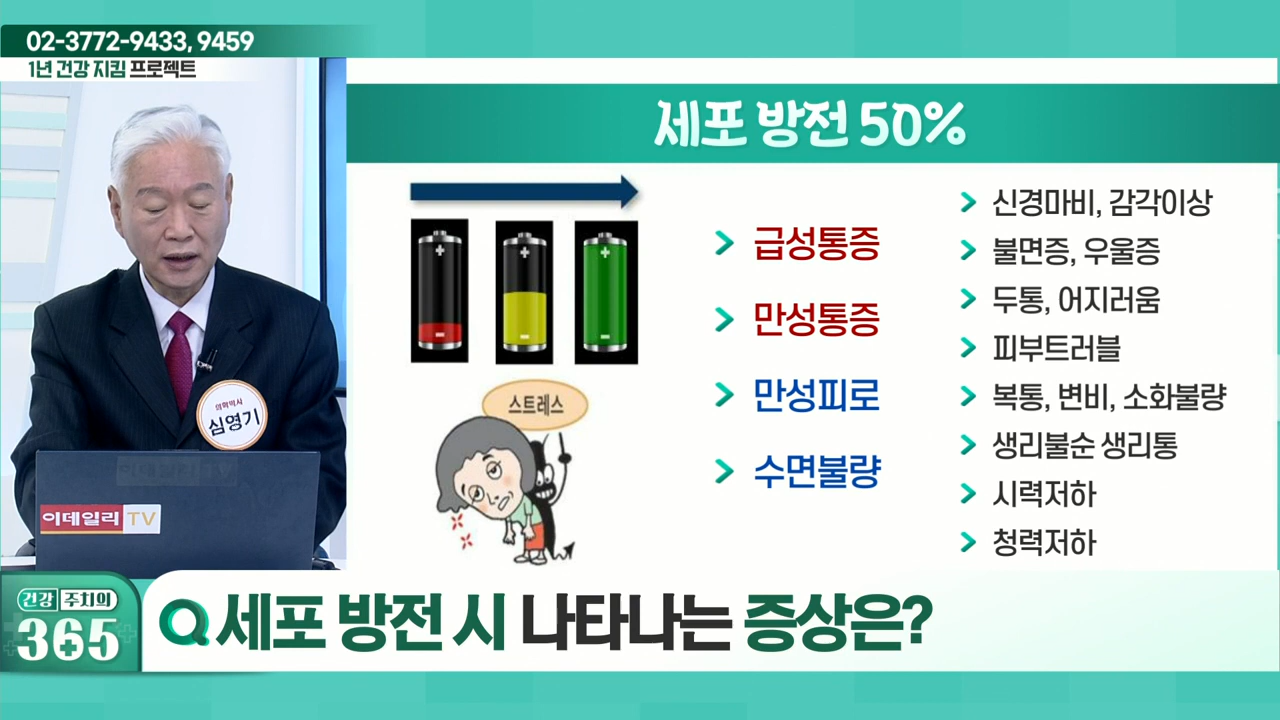 02-3772-9433, 9459
1년 건강 지킴 프로젝트
세포 방전 50%
급성통증
만성통증
만성피로
수면불량
신경마비, 감각이상
불면증, 우울증
두통, 어지러움
피부트러블
복통, 변비, 소화불량
생리불순 생리통
시력저하
청력저하
스트레스
의학박사
심영기
이데일리 TV
건강 주치의
365
Q 세포 방전 시 나타나는 증상은?